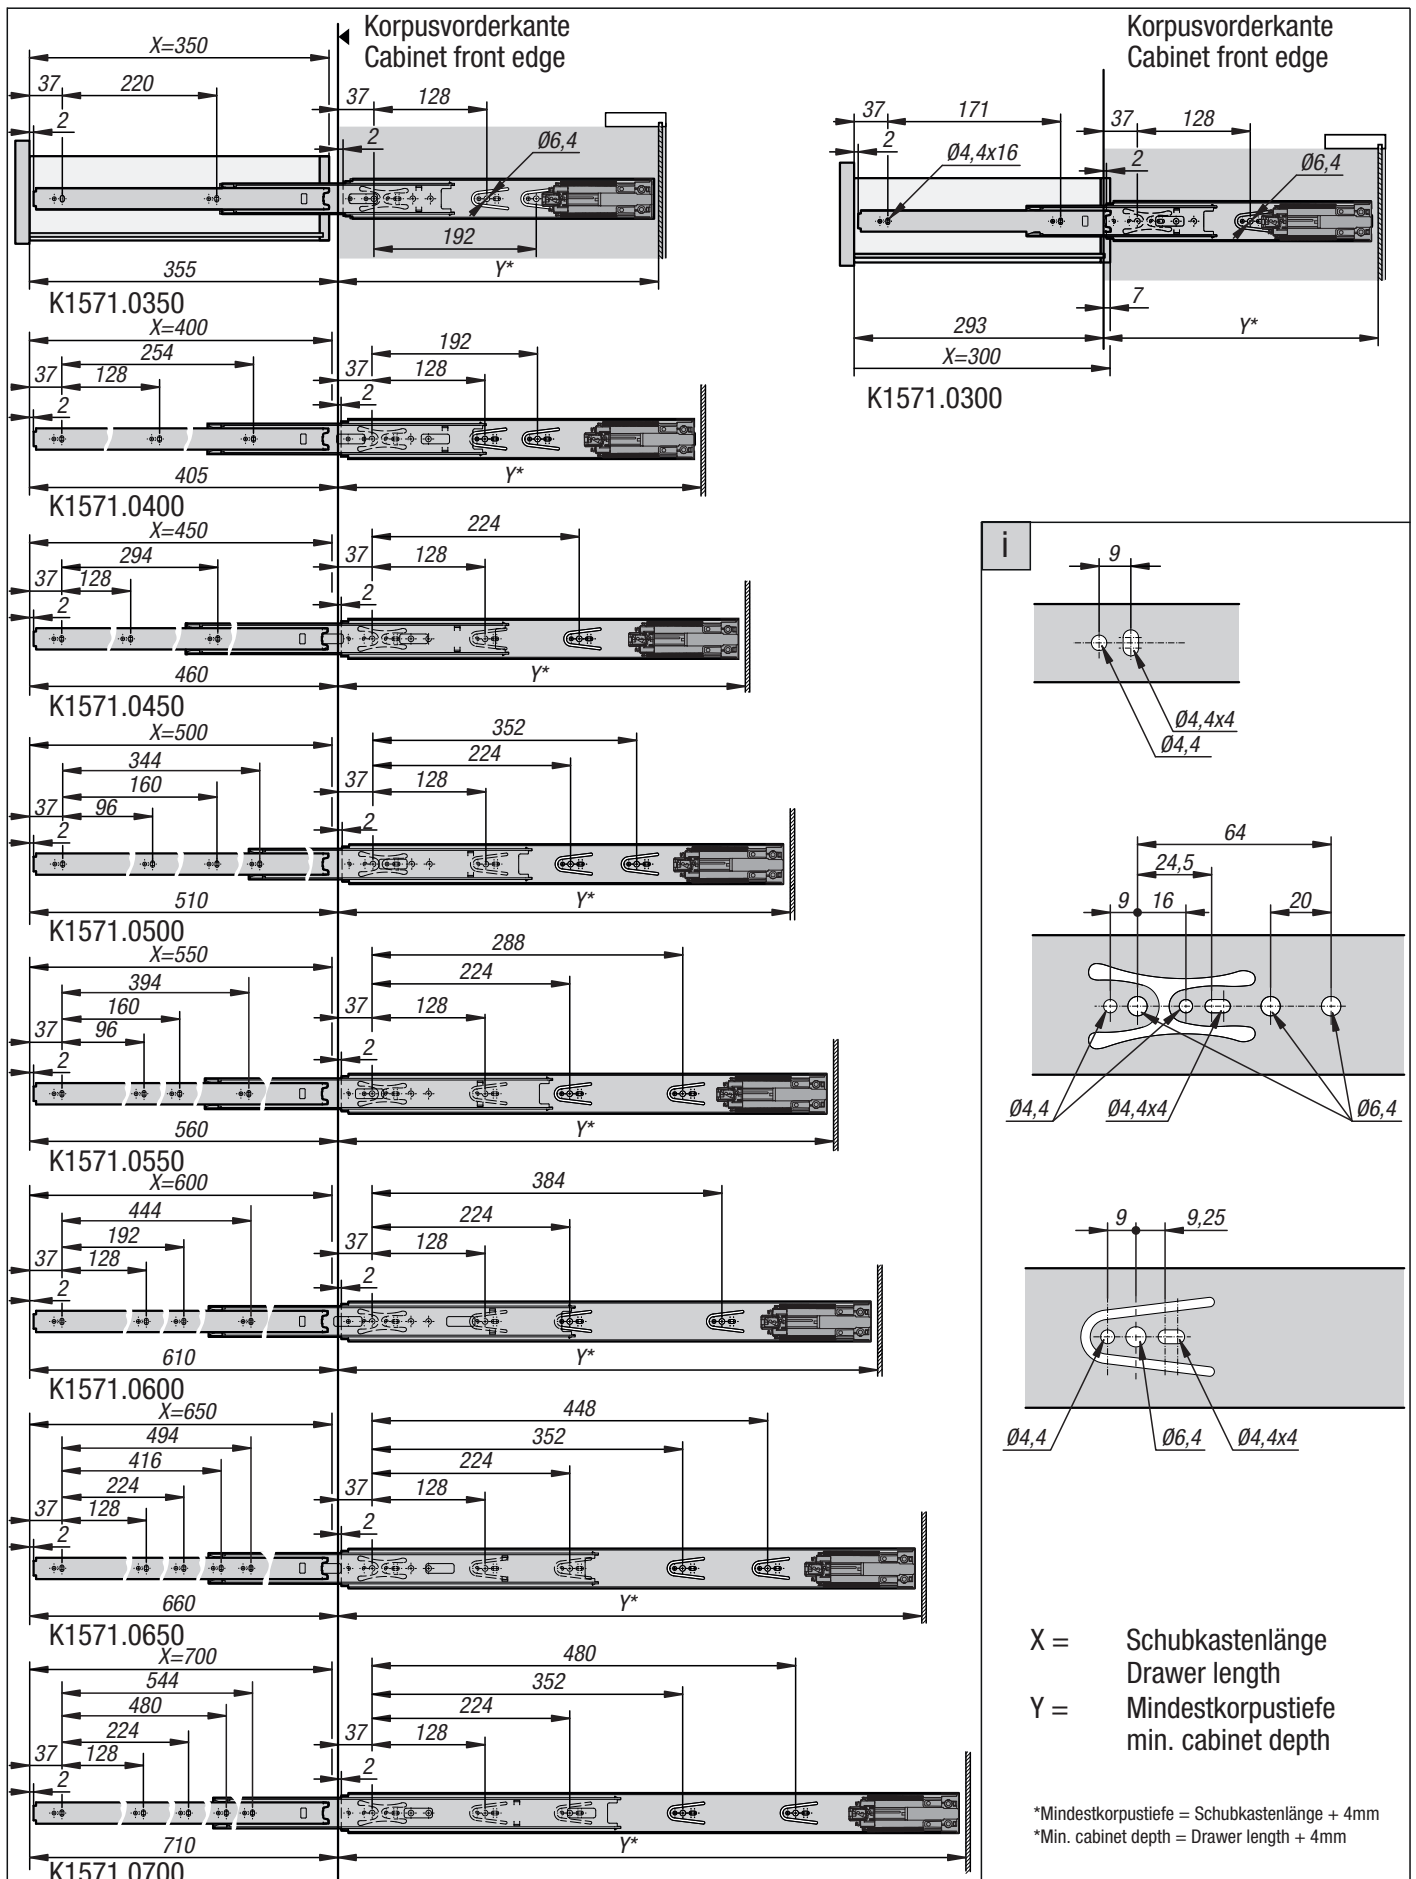 Korpusvorderkante
Cabinet front edge
X=350
37 220
2
37 128
2
Ø6,4
192
355 Y*
K1571.0350
Korpusvorderkante
Cabinet front edge
37 171
2
Ø4,4x16
37 128
2
Ø6,4
7
293 Y*
X=300
K1571.0300
X=400
254
37 128
2
192
37 128
2
405 Y*
K1571.0400
X=450
294
37 128
2
224
37 128
2
460 Y*
K1571.0450
X=500
344
160
37 96
2
352
224
37 128
2
510 Y*
K1571.0500
X=550
394
160
37 96
2
288
224
37 128
2
560 Y*
K1571.0550
X=600
444
192
37 128
2
384
224
37 128
2
610 Y*
K1571.0600
X=650
494
416
224
37 128
2
448
352
224
37 128
2
660 Y*
K1571.0650
X=700
544
480
224
37 128
2
480
352
224
37 128
2
710 Y*
K1571.0700
i
9
Ø4,4x4
Ø4,4
64
24,5
9 16 20
Ø4,4 Ø4,4x4 Ø6,4
9 9,25
Ø4,4 Ø6,4 Ø4,4x4
X = Schubkastenlänge
Drawer length
Y = Mindestkorpustiefe
min. cabinet depth
*Mindestkorpustiefe = Schubkastenlänge + 4mm
*Min. cabinet depth = Drawer length + 4mm